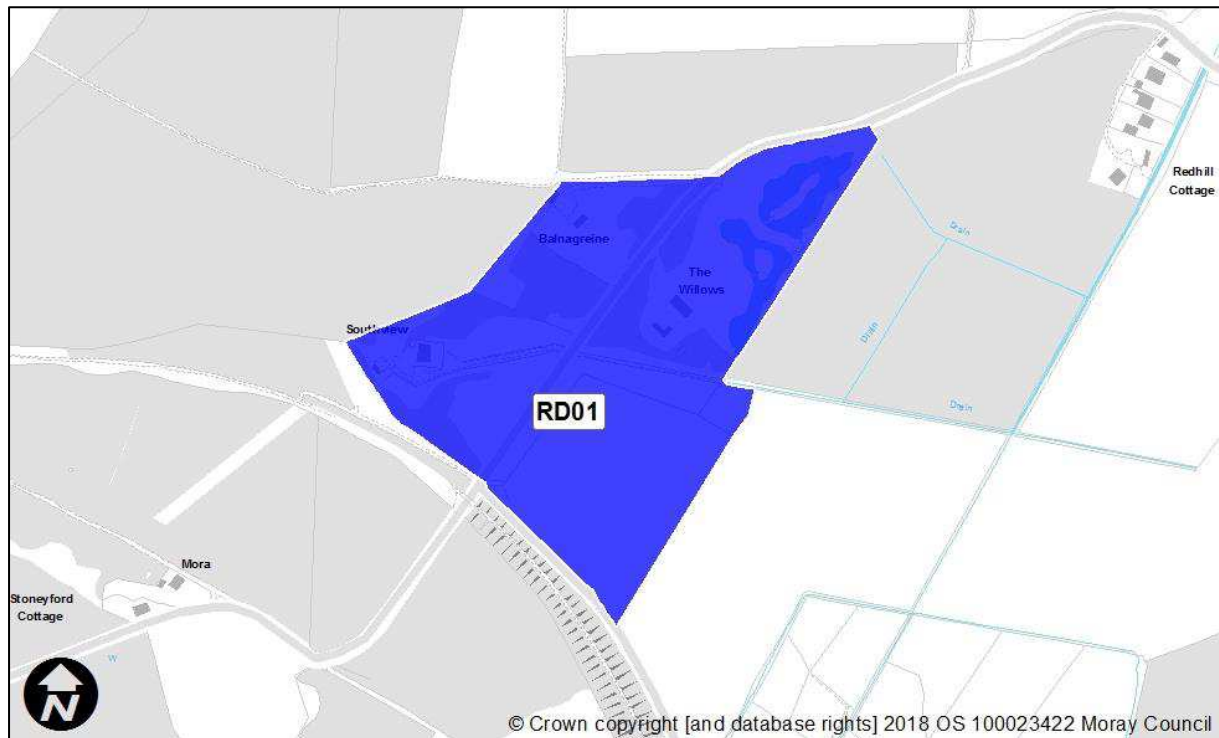 Redhill
Cottage
Balnagreine
The
Willows
Drain
Drain
Southview
RD01
Drain
Mora
Stoneyford
Cottage
W
N
© Crown copyright [and database rights] 2018 OS 100023422 Moray Council